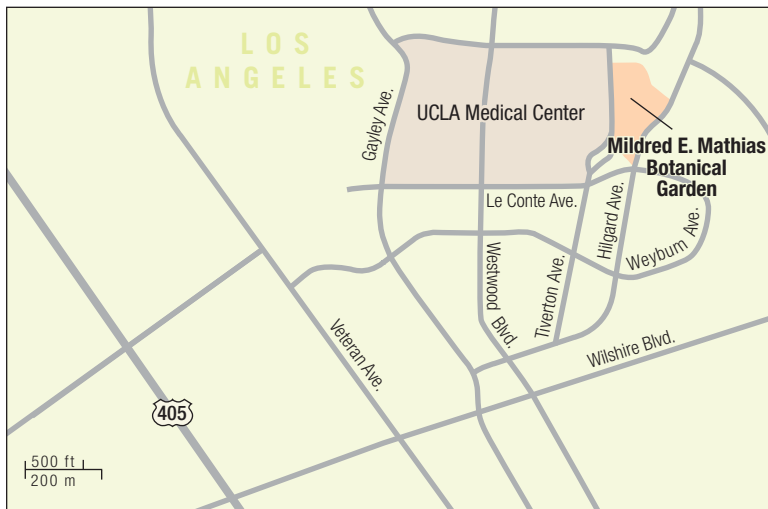 LOS
ANGELES
Gayley Ave.
UCLA Medical Center
Mildred E. Mathias
Botanical
Garden
Le Conte Ave.
Hilgard Ave.
Weyburn Ave.
Westwood Blvd.
Tiverton Ave.
Veteran Ave.
Wilshire Blvd.
405
500 ft
200 m